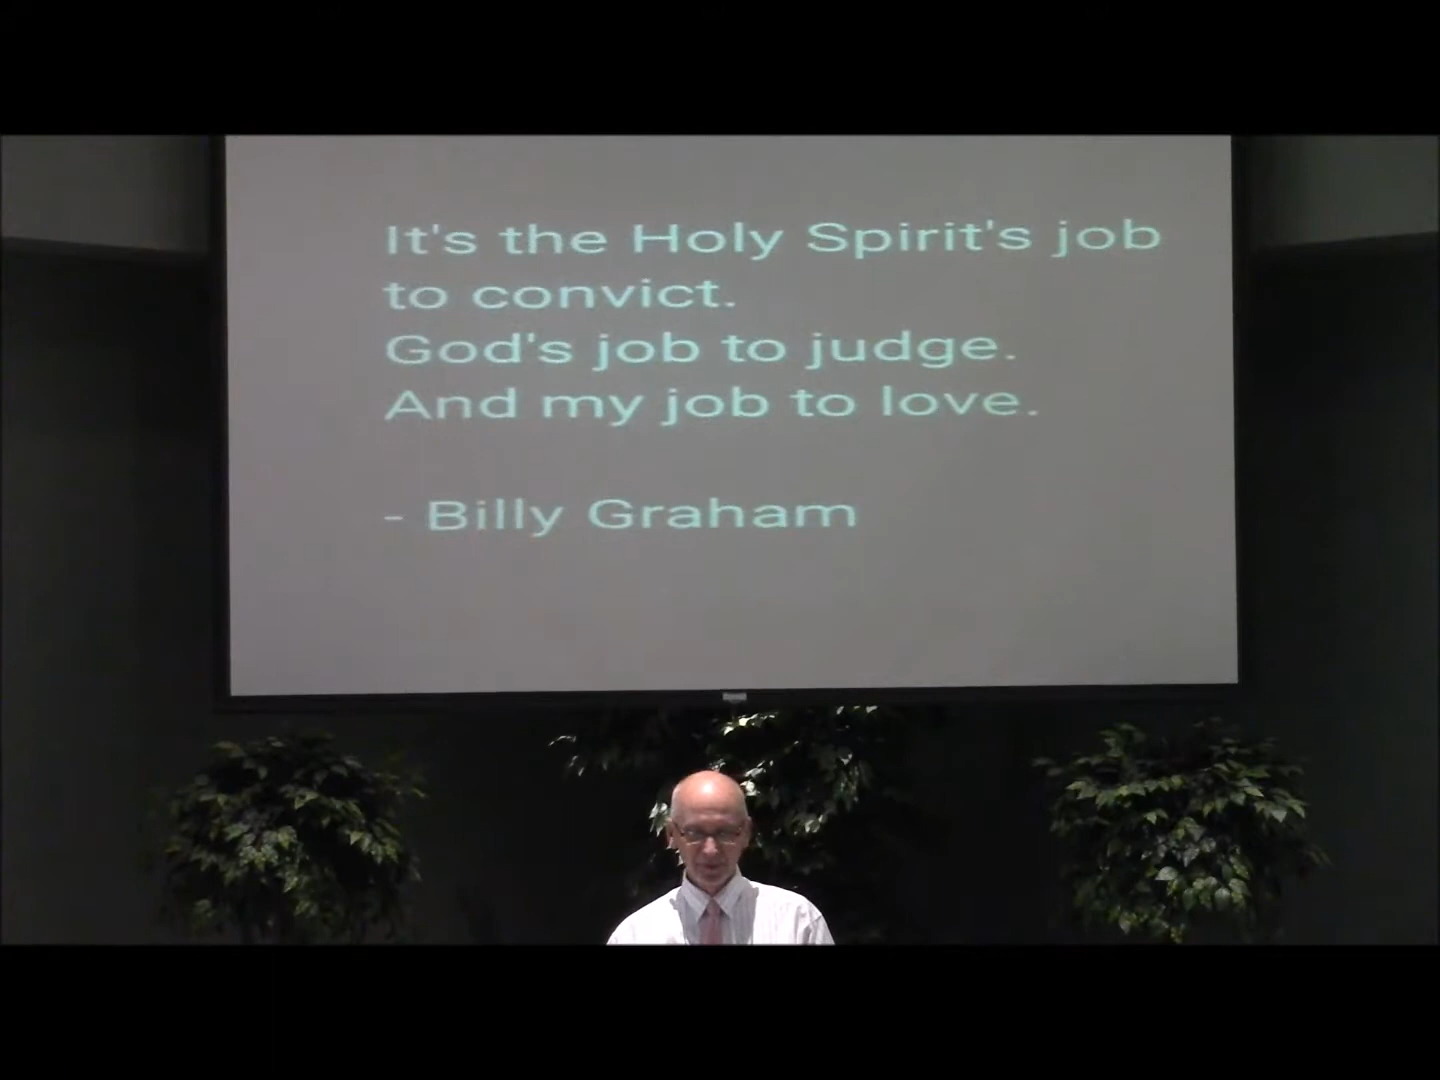 It's the Holy Spirit's job
to convict.
God's job to judge.
And my job to love.
- Billy Graham